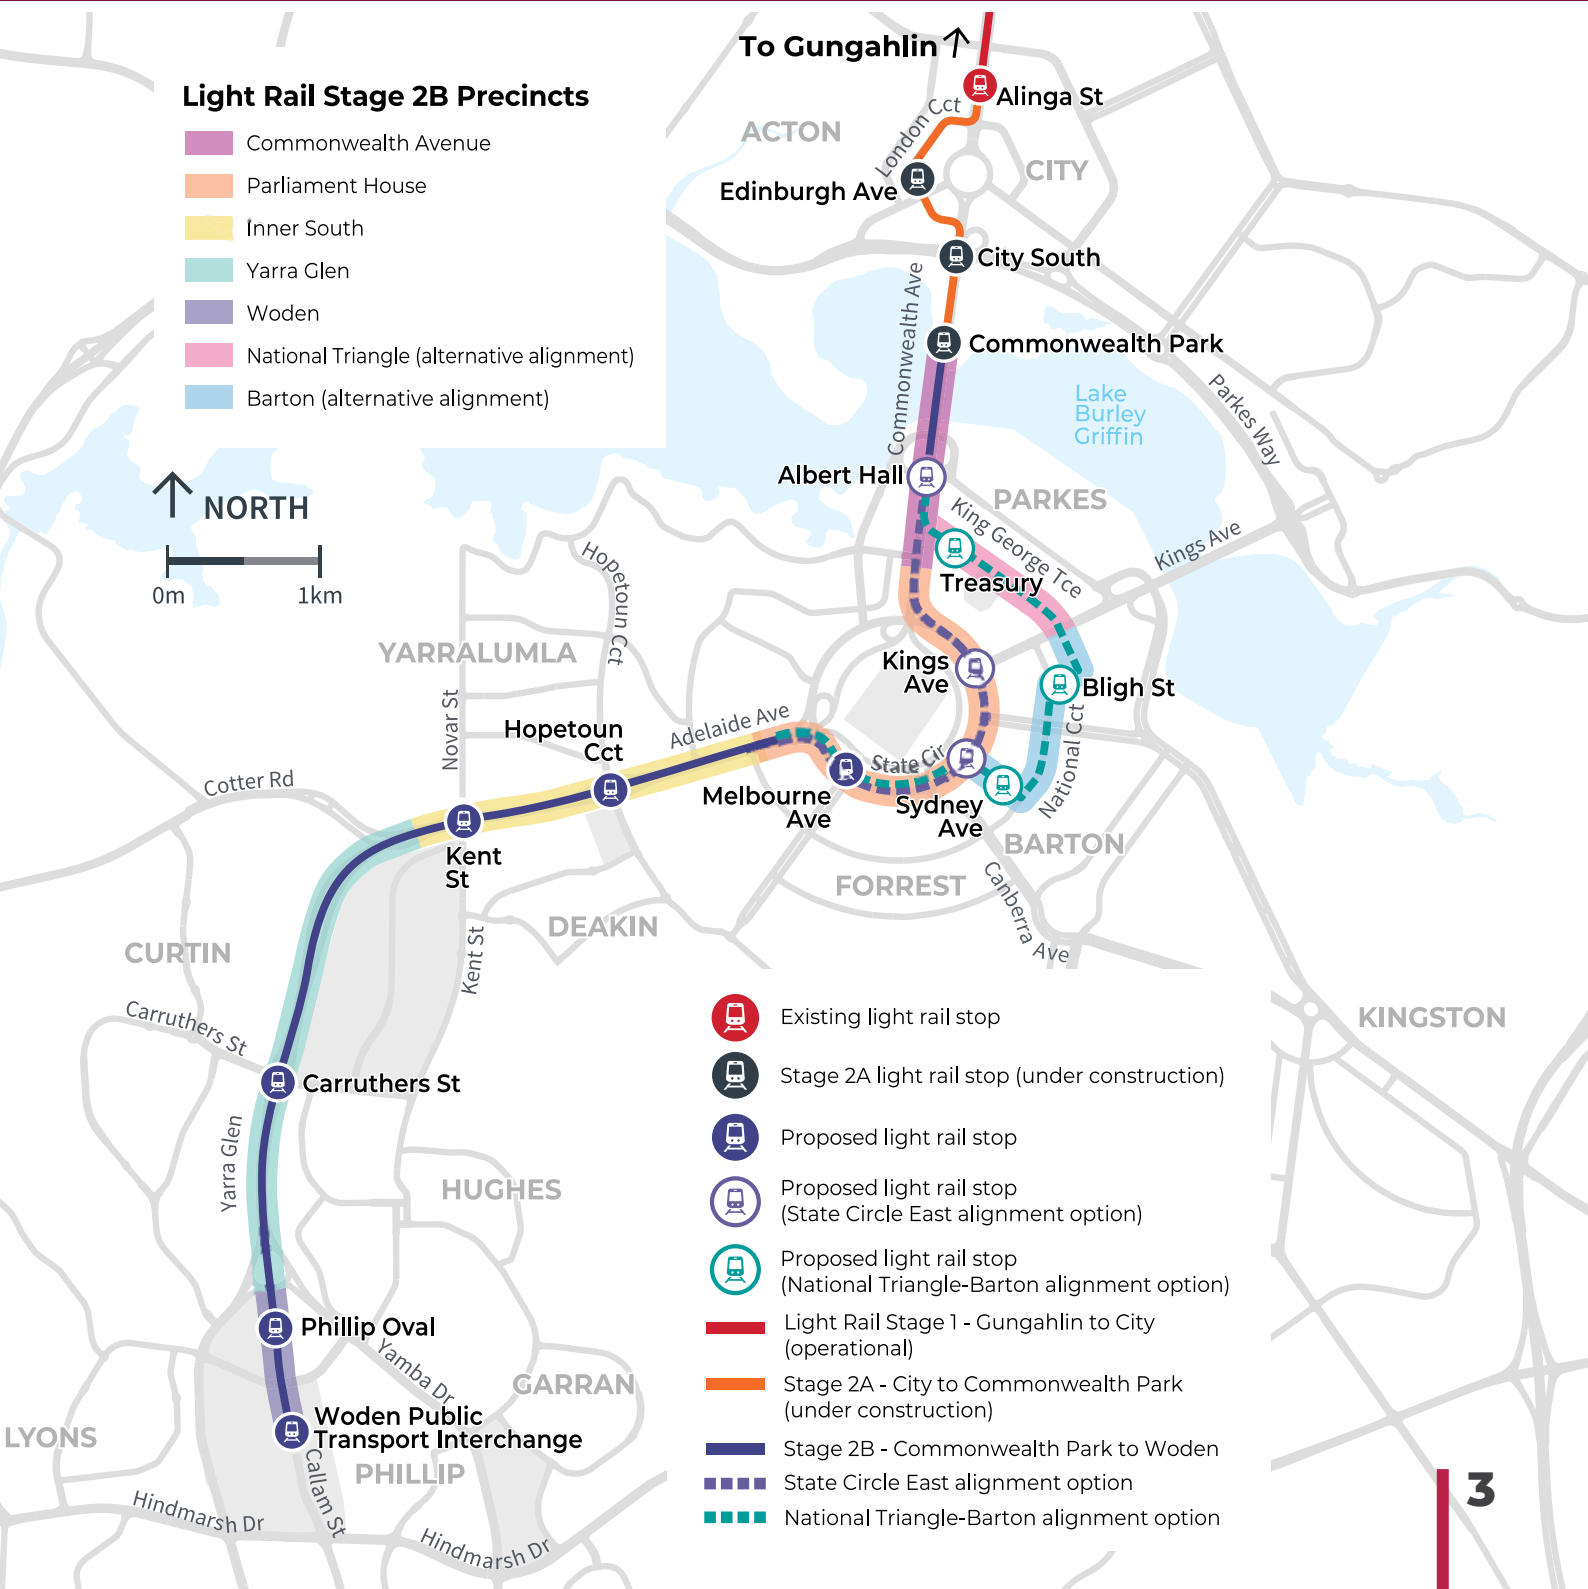 To Gungahlin
Light Rail Stage 2B Precincts
Commonwealth Avenue
Parliament House
Inner South
Yarra Glen
Woden
National Triangle (alternative alignment)
Barton (alternative alignment)
NORTH
0m
1km
Alinga St
London Cct
ACTON
CITY
Edinburgh Ave
City South
Commonwealth Ave
Commonwealth Park
Lake
Burley
Griffin
Parkes Way
Albert Hall
PARKES
King George Tce
Kings Ave
Treasury
Hopetoun Cct
YARRALUMLA
Kings
Ave
Bligh St
Novar St
Hopetoun
Cct
Adelaide Ave
State Cir
National Cct
Cotter Rd
Melbourne
Ave
Sydney
Ave
BARTON
Kent
St
FORREST
Canberra Ave
DEAKIN
CURTIN
Kent St
Carruthers St
KINGSTON
Carruthers St
Yarra Glen
HUGHES
Phillip Oval
Yamba Dr
GARRAN
LYONS
Woden Public
Transport Interchange
PHILLIP
Callam St
Hindmarsh Dr
Hindmarsh Dr
Existing light rail stop
Stage 2A light rail stop (under construction)
Proposed light rail stop
Proposed light rail stop
(State Circle East alignment option)
Proposed light rail stop
(National Triangle-Barton alignment option)
Light Rail Stage 1 - Gungahlin to City
(operational)
Stage 2A - City to Commonwealth Park
(under construction)
Stage 2B - Commonwealth Park to Woden
State Circle East alignment option
National Triangle-Barton alignment option
3